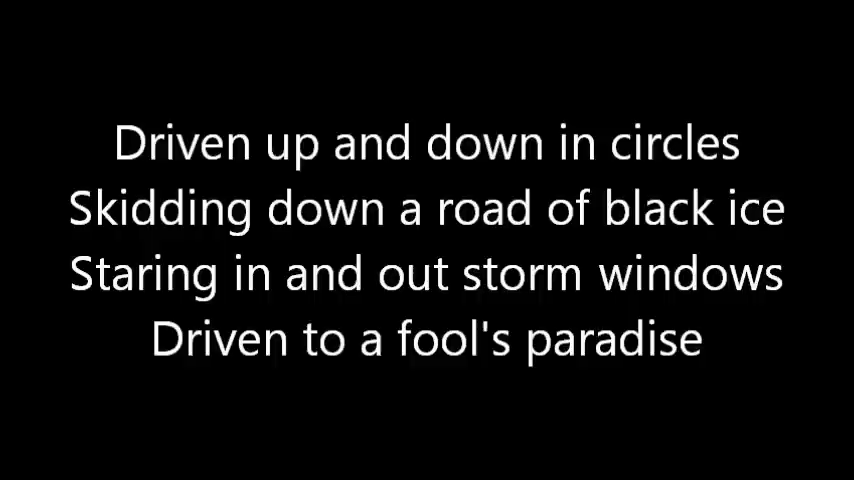 Driven up and down in circles
Skidding down a road of black ice
Staring in and out storm windows
Driven to a fool's paradise